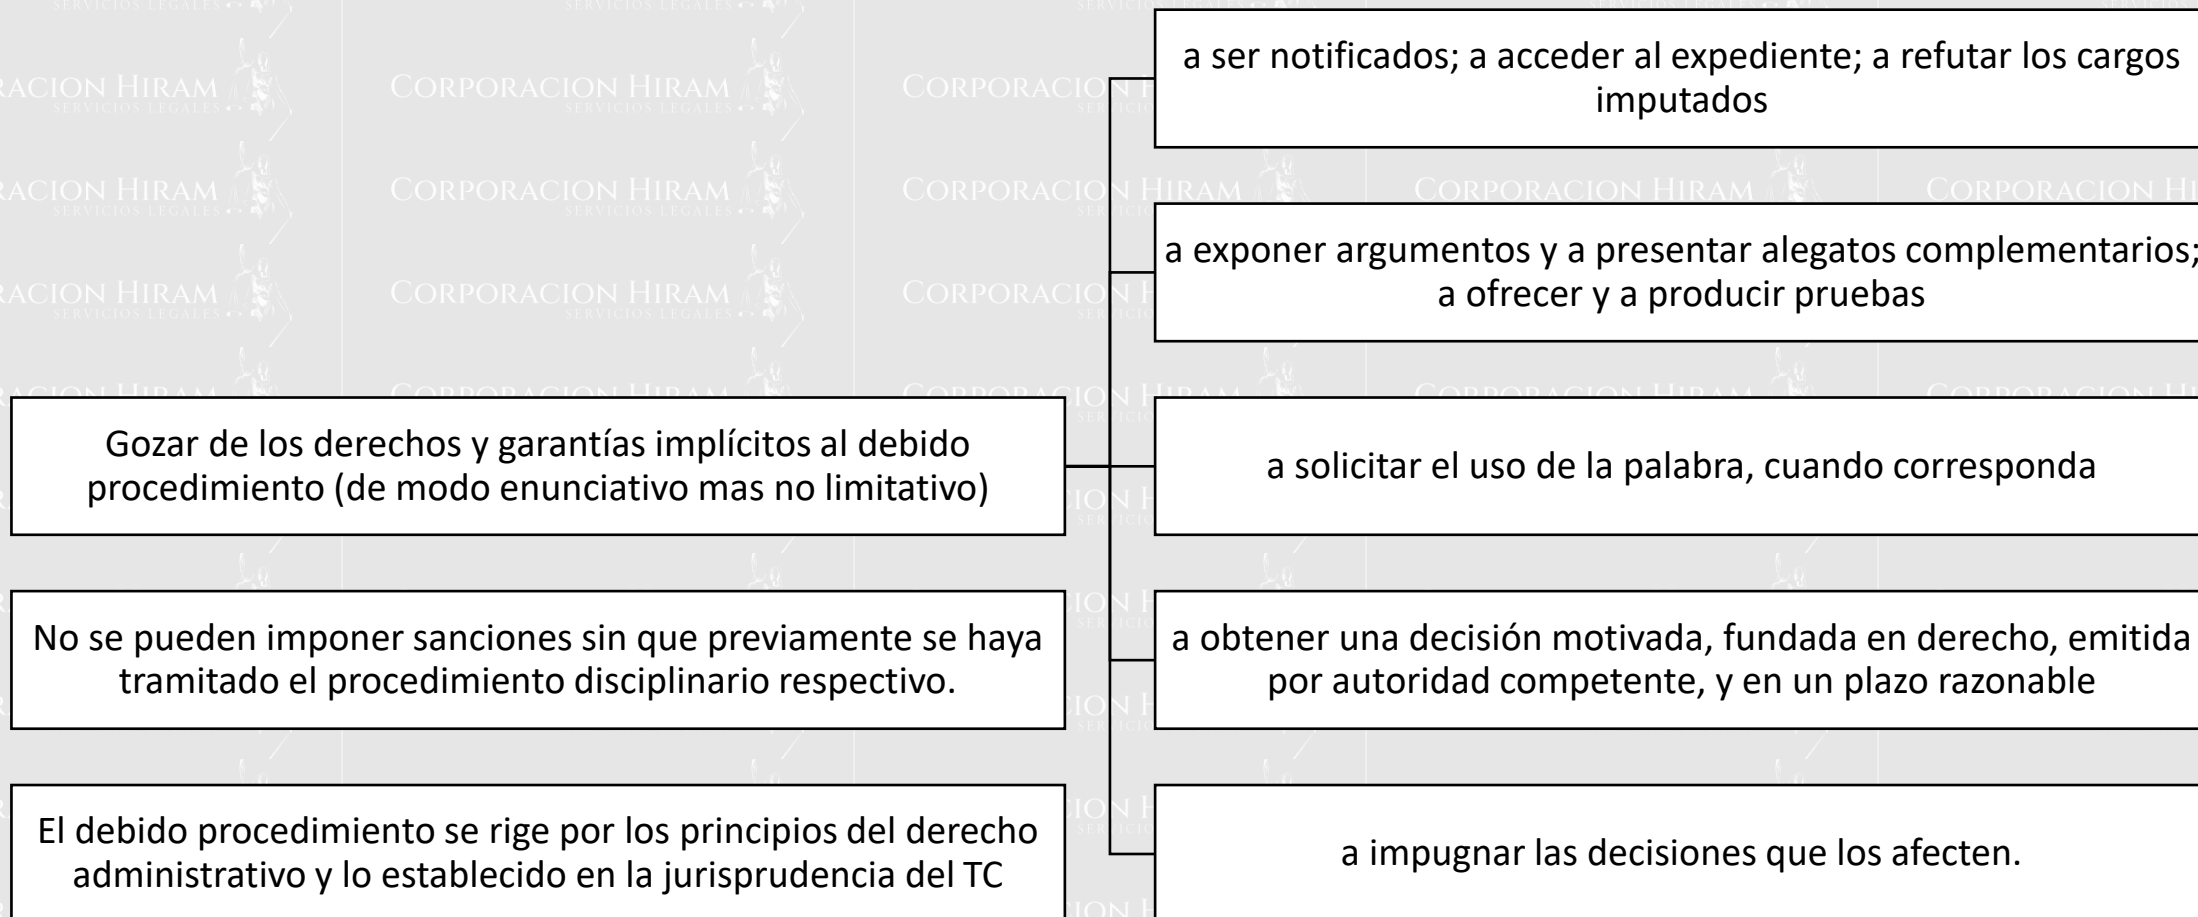 Gozar de los derechos y garantías implícitos al debido
procedimiento (de modo enunciativo mas no limitativo)
a ser notificados; a acceder al expediente; a refutar los cargos
imputados
a exponer argumentos y a presentar alegatos complementarios;
a ofrecer y a producir pruebas
a solicitar el uso de la palabra, cuando corresponda
a obtener una decisión motivada, fundada en derecho, emitida
por autoridad competente, y en un plazo razonable
a impugnar las decisiones que los afecten.
No se pueden imponer sanciones sin que previamente se haya
tramitado el procedimiento disciplinario respectivo.
El debido procedimiento se rige por los principios del derecho
administrativo y lo establecido en la jurisprudencia del TC
CORPORACION HIRAM
SERVICIOS LEGALES